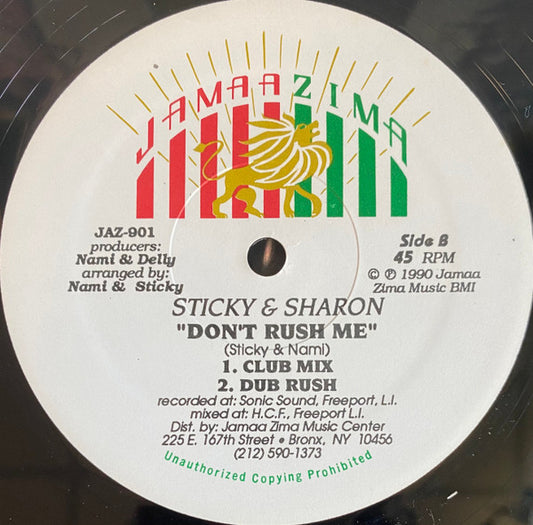 JAMAAZIMA
JAZ-901
producers:
Nami & Delly
arranged by:
Nami & Sticky
Side B
45 RPM
© ℗ 1990 Jamaa
Zima Music BMI
STICKY & SHARON
"DON'T RUSH ME"
(Sticky & Nami)
1. CLUB MIX
2. DUB RUSH
recorded at: Sonic Sound, Freeport, L.I.
mixed at: H.C.F., Freeport L.I.
Dist. by: Jamaa Zima Music Center
225 E. 167th Street • Bronx, NY 10456
(212) 590-1373
Unauthorized Copying Prohibited